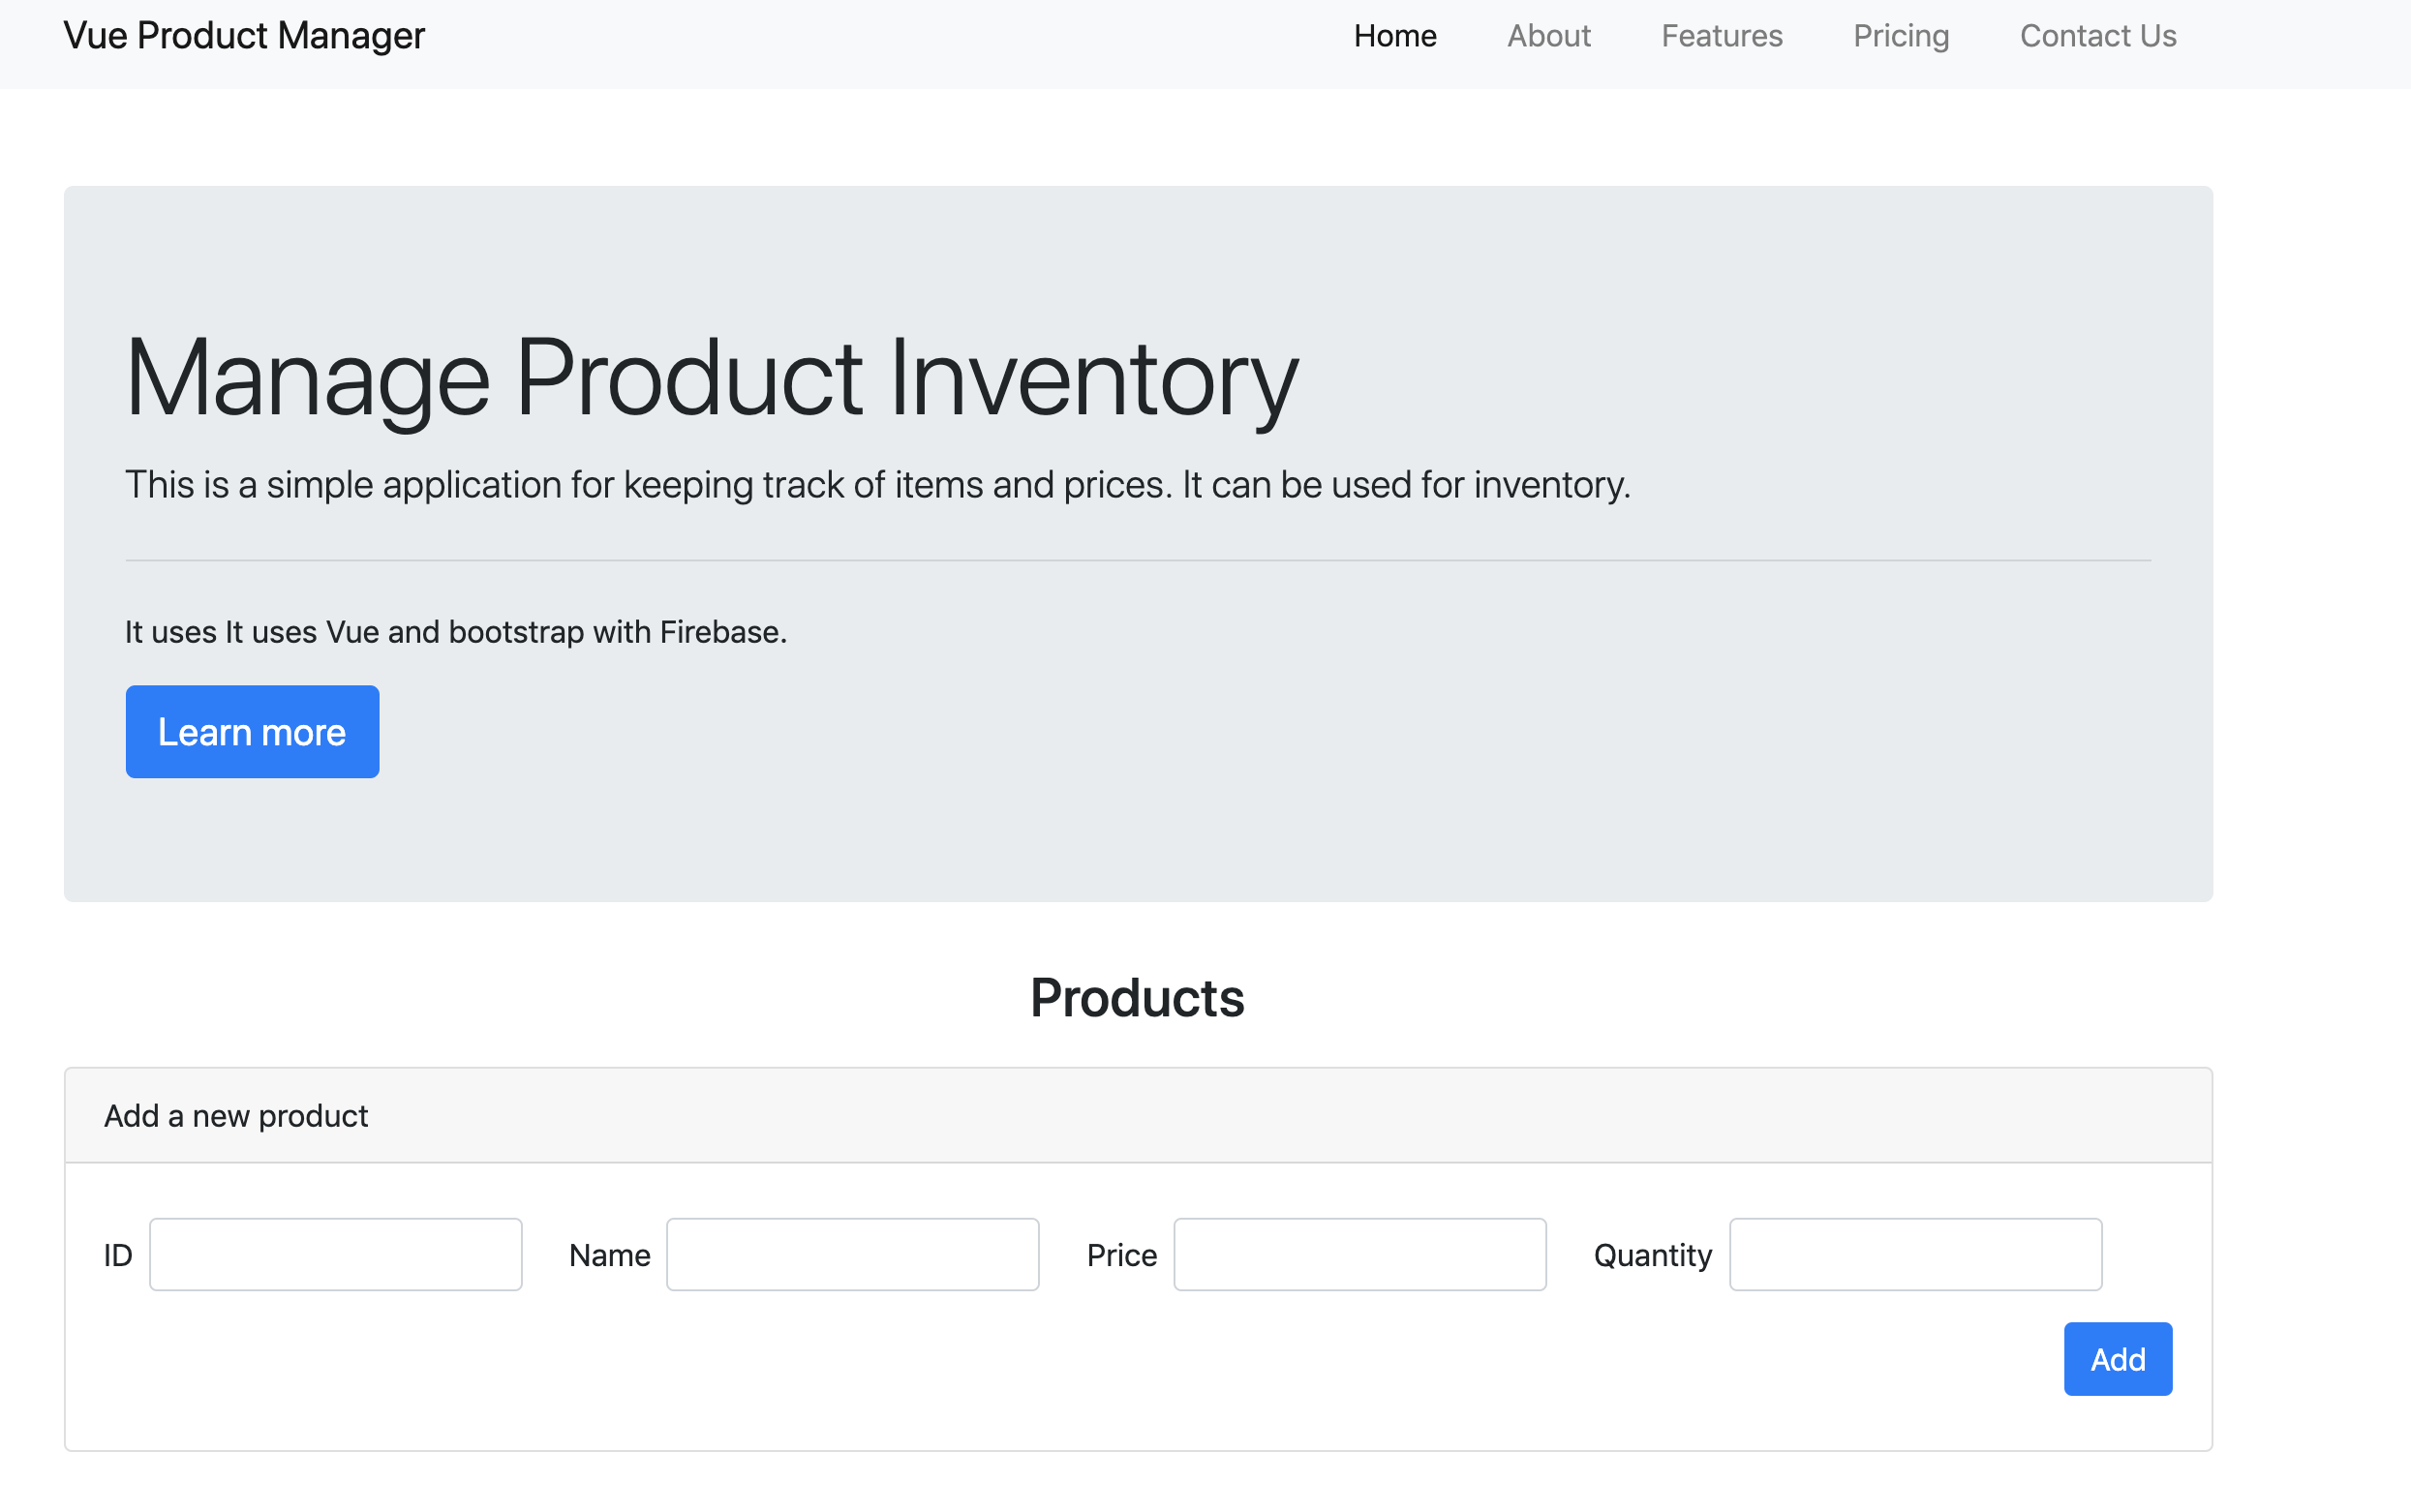 Vue Product Manager Home About Features Pricing Contact Us
Manage Product Inventory
This is a simple application for keeping track of items and prices. It can be used for inventory.
It uses It uses Vue and bootstrap with Firebase.
Learn more
Products
Add a new product
ID Name Price Quantity
Add